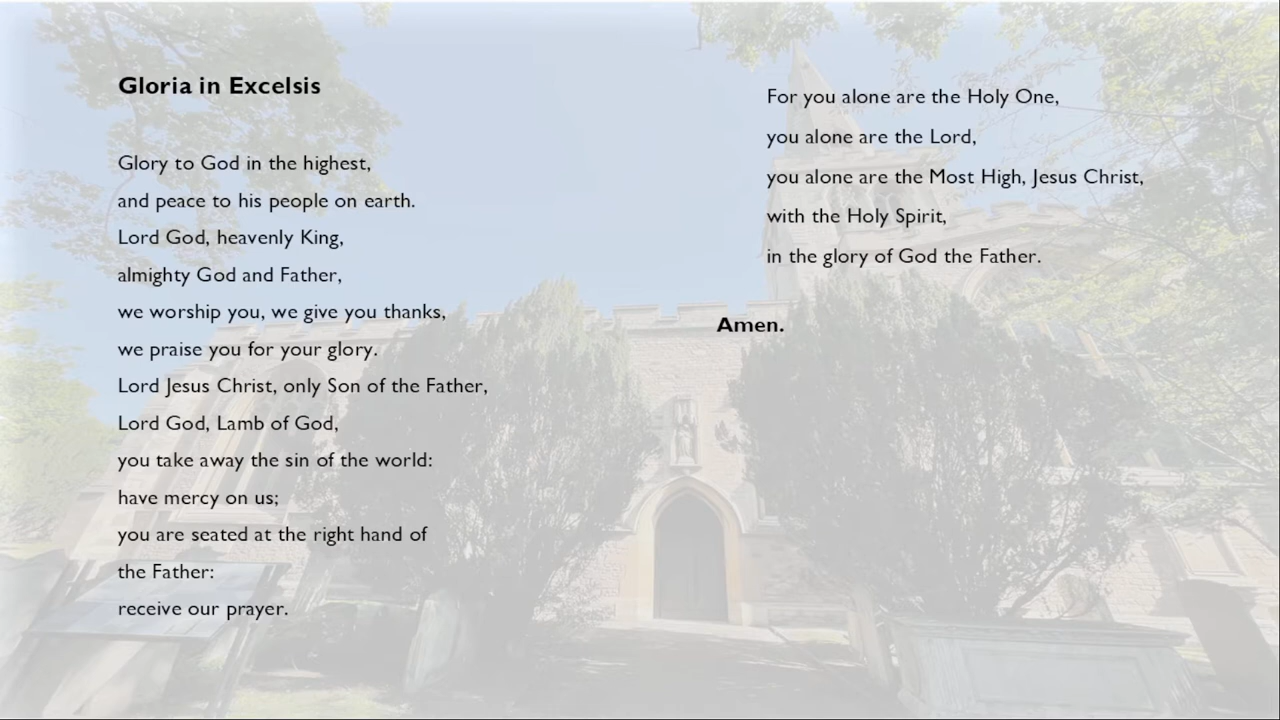 Gloria in Excelsis
Glory to God in the highest,
and peace to his people on earth.
Lord God, heavenly King,
almighty God and Father,
we worship you, we give you thanks,
we praise you for your glory.
Lord Jesus Christ, only Son of the Father,
Lord God, Lamb of God,
you take away the sin of the world:
have mercy on us;
you are seated at the right hand of
the Father:
receive our prayer.
For you alone are the Holy One,
you alone are the Lord,
you alone are the Most High, Jesus Christ,
with the Holy Spirit,
in the glory of God the Father.
Amen.